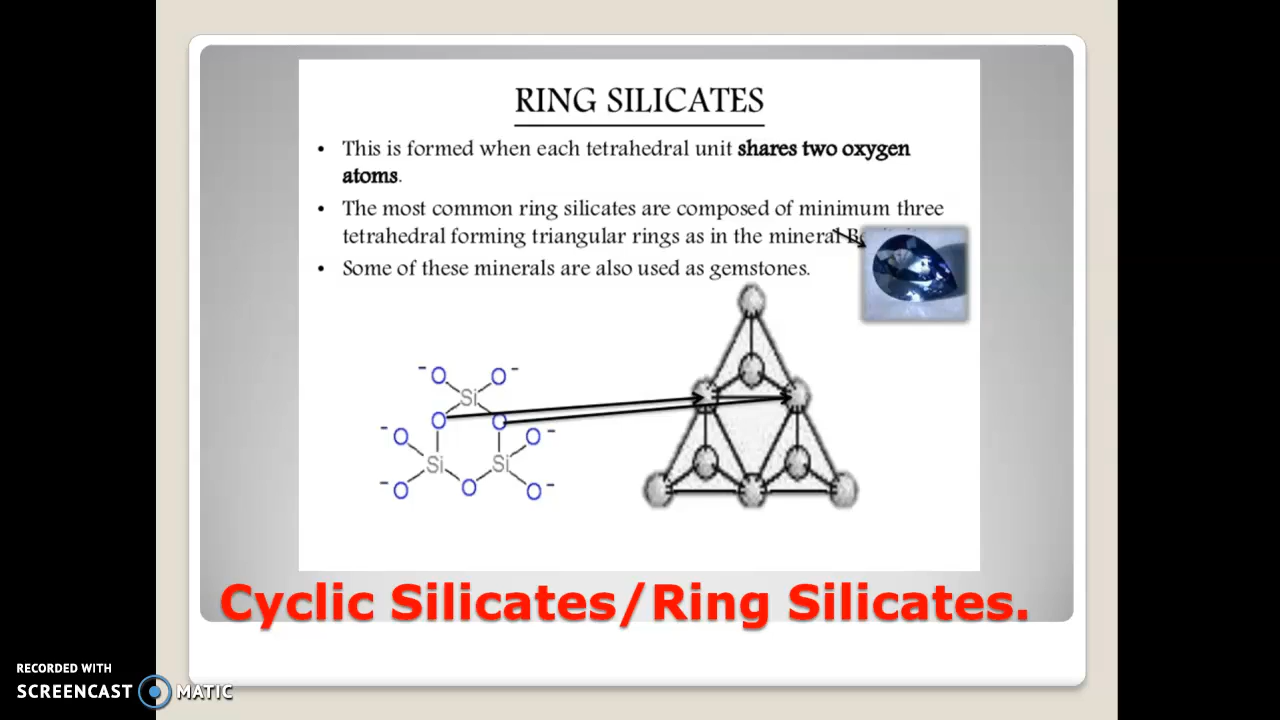 RING SILICATES
• This is formed when each tetrahedral unit shares two oxygen
atoms.
• The most common ring silicates are composed of minimum three
tetrahedral forming triangular rings as in the mineral
• Some of these minerals are also used as gemstones.
⁻O O⁻
Si
O O
⁻O O⁻
Si Si
⁻O O O⁻
Cyclic Silicates/Ring Silicates.
RECORDED WITH
SCREENCAST MATIC